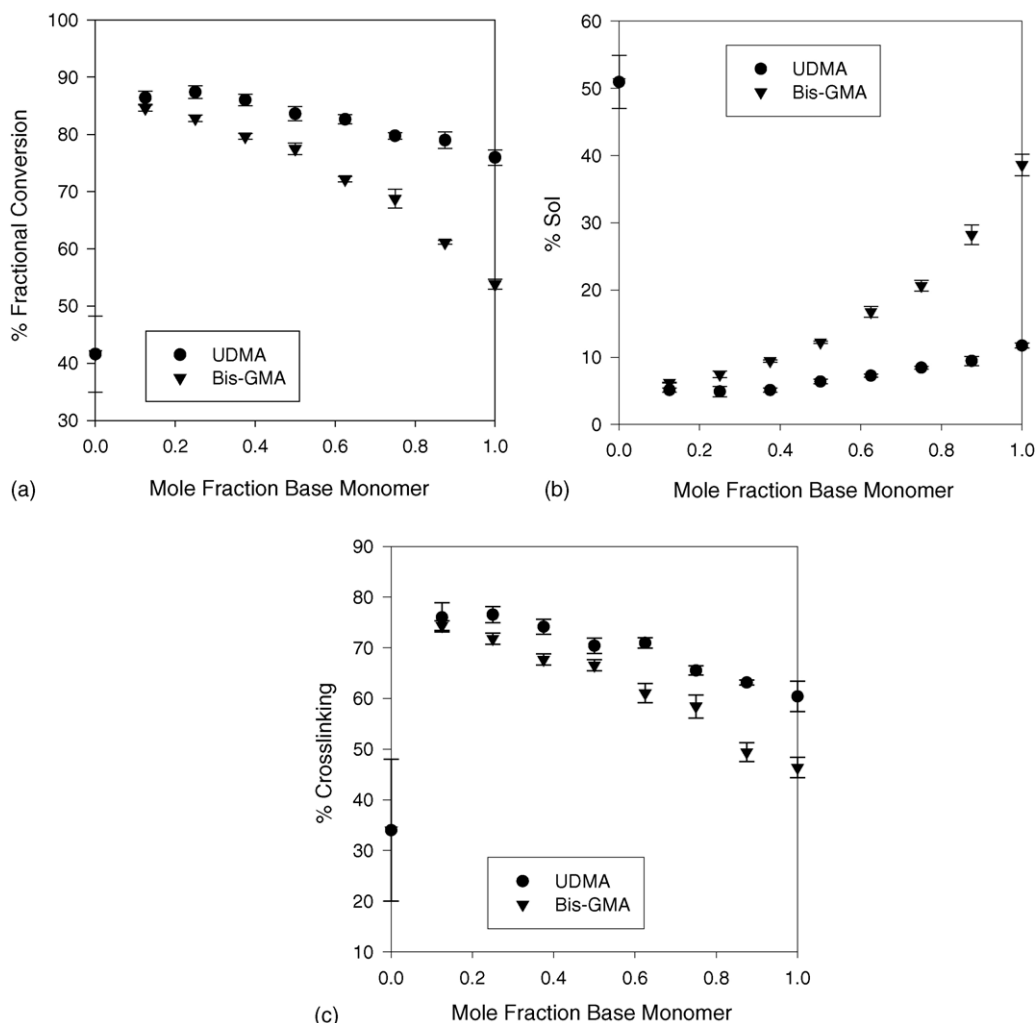 100
90
80
70
60
50
40
30
% Fractional Conversion
UDMA
Bis-GMA
0.0 0.2 0.4 0.6 0.8 1.0
(a) Mole Fraction Base Monomer
60
50
40
30
20
10
0
% Sol
UDMA
Bis-GMA
0.0 0.2 0.4 0.6 0.8 1.0
(b) Mole Fraction Base Monomer
90
80
70
60
50
40
30
20
10
% Crosslinking
UDMA
Bis-GMA
0.0 0.2 0.4 0.6 0.8 1.0
(c) Mole Fraction Base Monomer